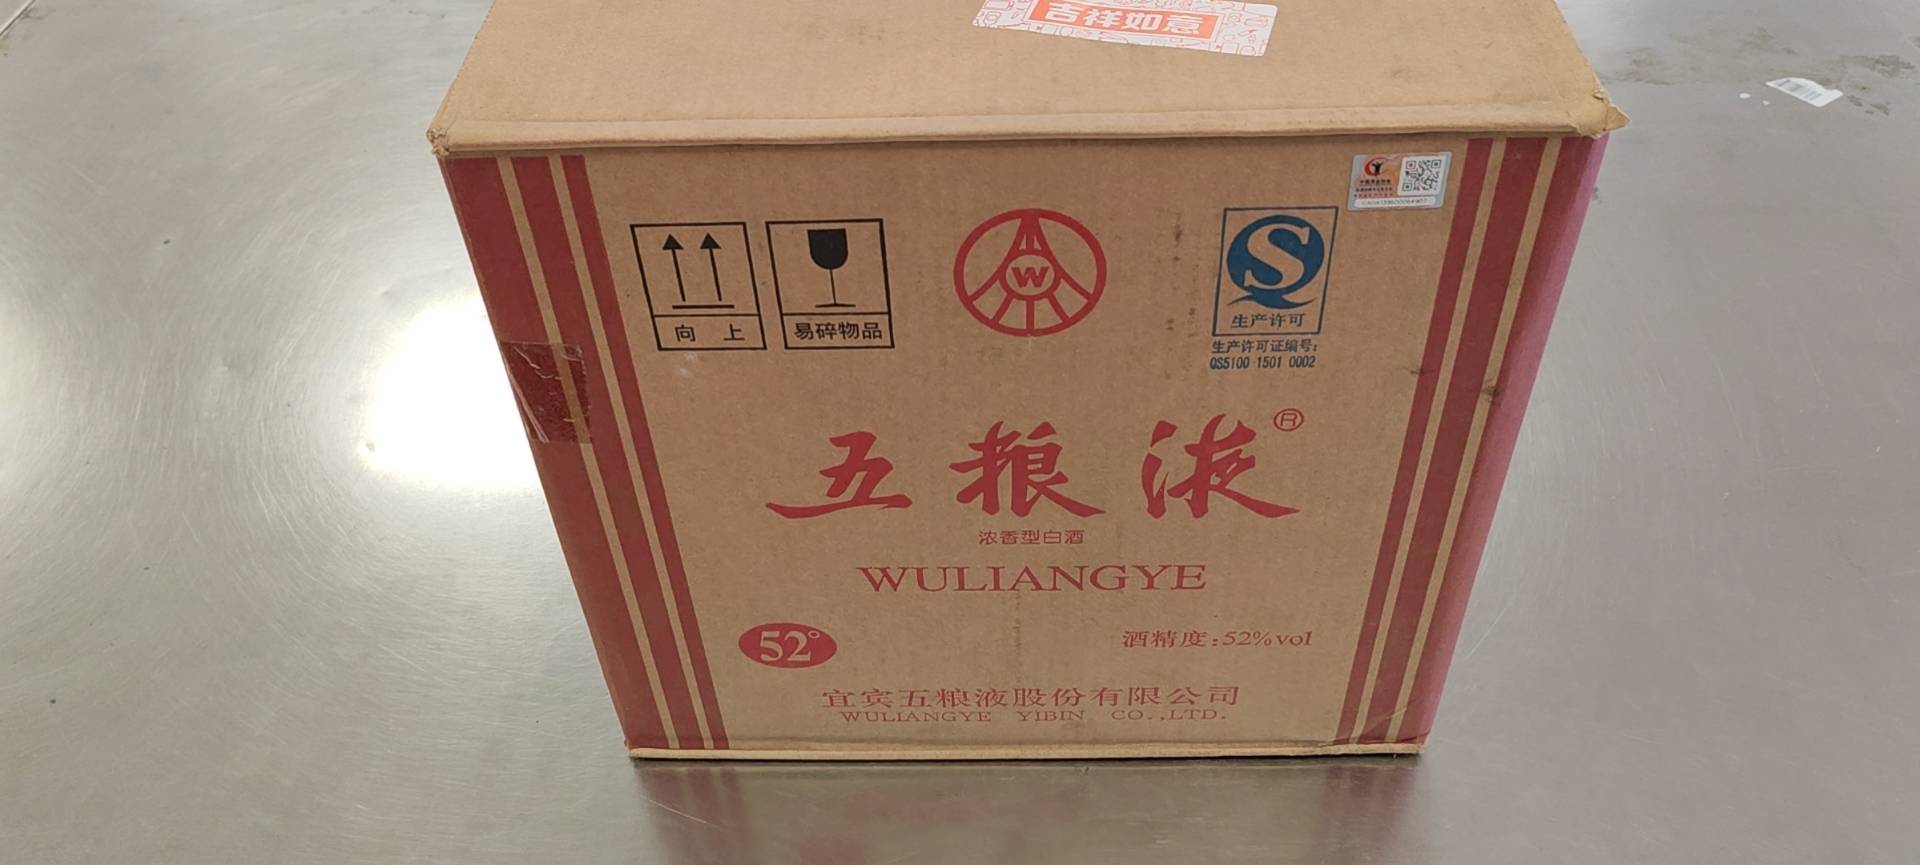 吉祥如意
W
向 上
易碎物品
生产许可
生产许可证编号:
QS5100 1501 0002
五粮液®
浓香型白酒
WULIANGYE
52°
酒精度:52%vol
宜宾五粮液股份有限公司
WULIANGYE YIBIN CO.,LTD.